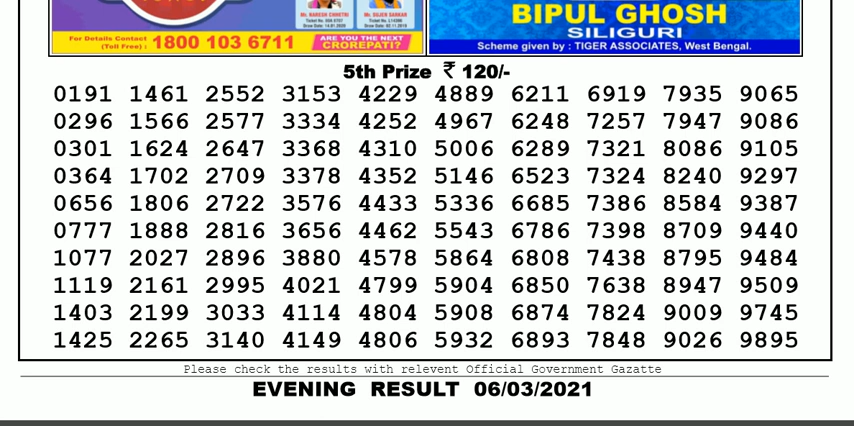 Mr. NARESH CHHETRI
Mr. SUJEN SARKAR
For Details Contact
(Toll Free) : 1800 103 6711
ARE YOU THE NEXT
CROREPATI?
BIPUL GHOSH
SILIGURI
Scheme given by : TIGER ASSOCIATES, West Bengal.
5th Prize ₹ 120/-
0191 1461 2552 3153 4229 4889 6211 6919 7935 9065
0296 1566 2577 3334 4252 4967 6248 7257 7947 9086
0301 1624 2647 3368 4310 5006 6289 7321 8086 9105
0364 1702 2709 3378 4352 5146 6523 7324 8240 9297
0656 1806 2722 3576 4433 5336 6685 7386 8584 9387
0777 1888 2816 3656 4462 5543 6786 7398 8709 9440
1077 2027 2896 3880 4578 5864 6808 7438 8795 9484
1119 2161 2995 4021 4799 5904 6850 7638 8947 9509
1403 2199 3033 4114 4804 5908 6874 7824 9009 9745
1425 2265 3140 4149 4806 5932 6893 7848 9026 9895
Please check the results with relevent Official Government Gazatte
EVENING RESULT 06/03/2021